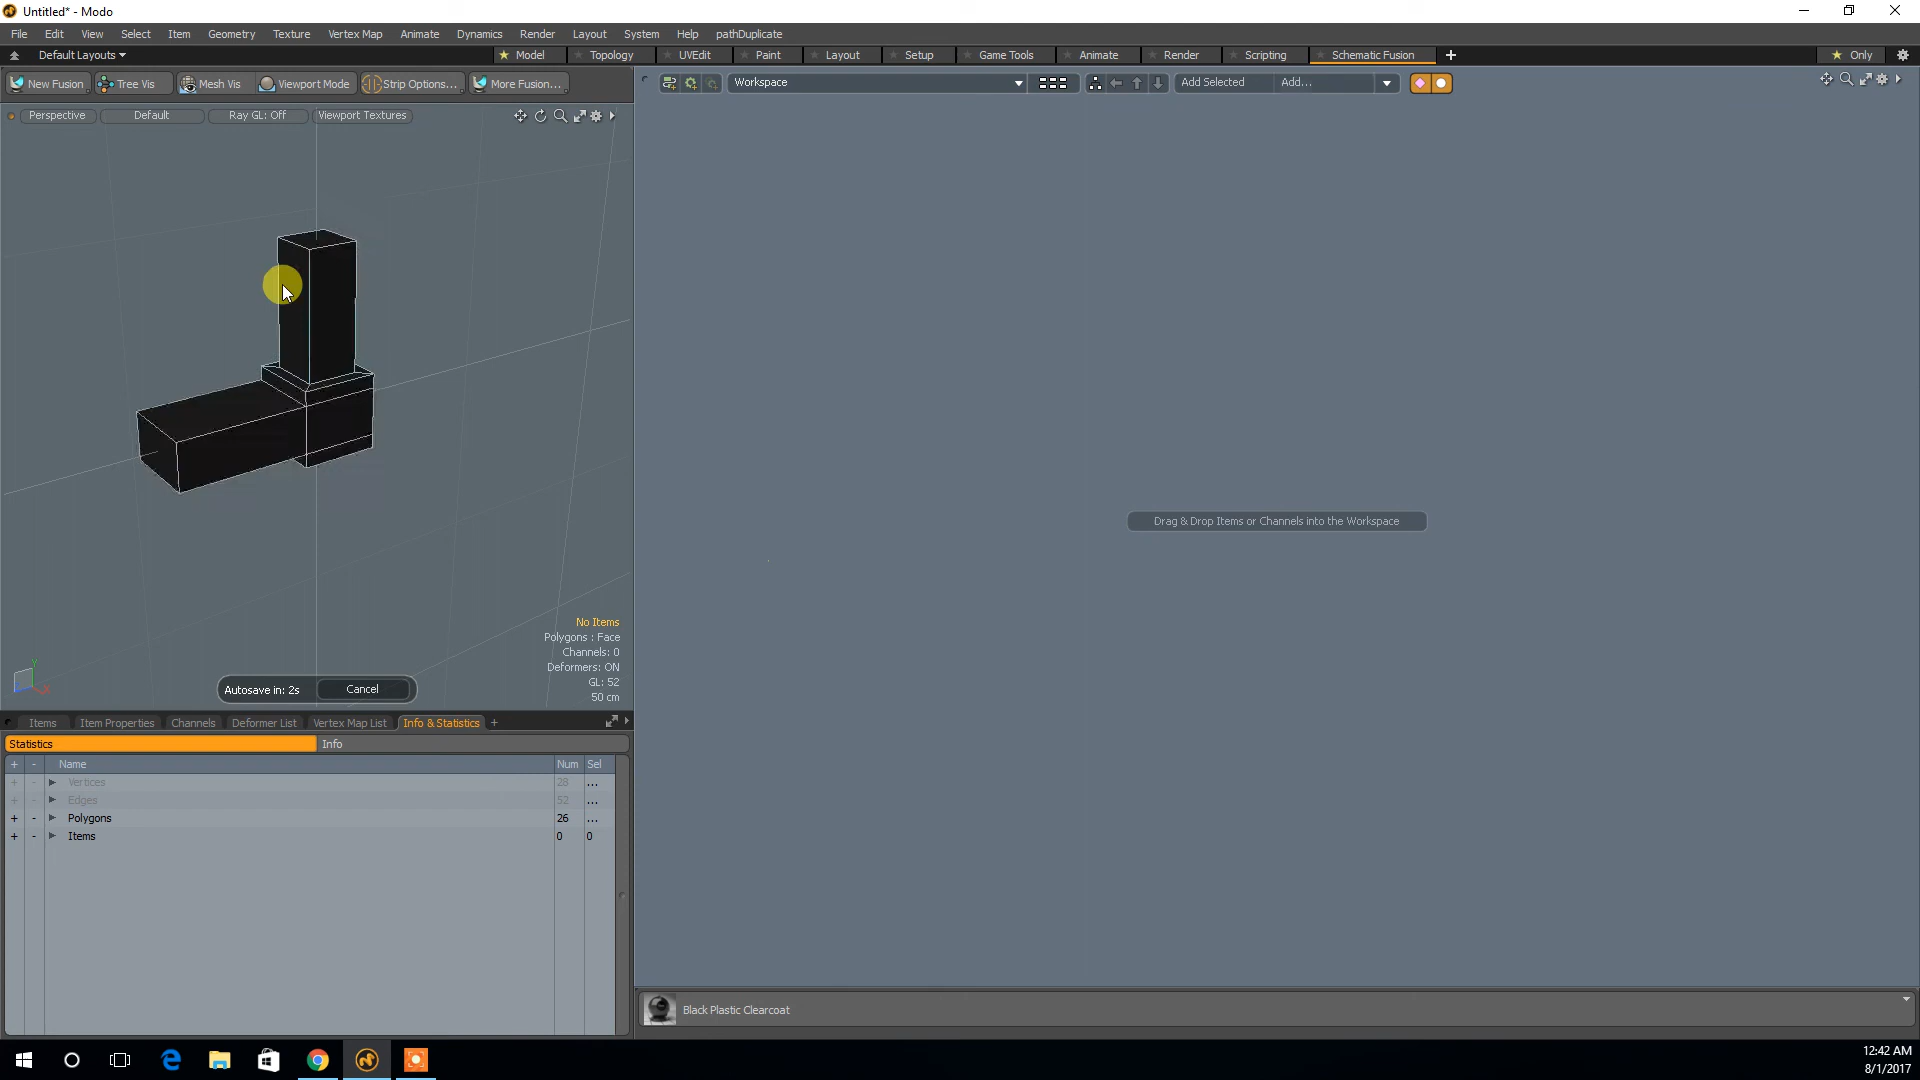 Untitled* - Modo
File Edit View Select Item Geometry Texture Vertex Map Animate Dynamics Render Layout System Help pathDuplicate
Default Layouts Model Topology UVEdit Paint Layout Setup Game Tools Animate Render Scripting Schematic Fusion + Only
New Fusion Tree Vis Mesh Vis Viewport Mode Strip Options... More Fusion... Workspace Add Selected Add...
Perspective Default Ray GL: Off Viewport Textures
Drag & Drop Items or Channels into the Workspace
No Items
Polygons : Face
Channels: 0
Deformers: ON
GL: 52
50 cm
Y
X
Autosave in: 2s Cancel
Items Item Properties Channels Deformer List Vertex Map List Info & Statistics +
Statistics Info
+ - Name Num Sel
+ - Vertices 28 ...
+ - Edges 52 ...
+ - Polygons 26 ...
+ - Items 0 0
Black Plastic Clearcoat
12:42 AM
8/1/2017